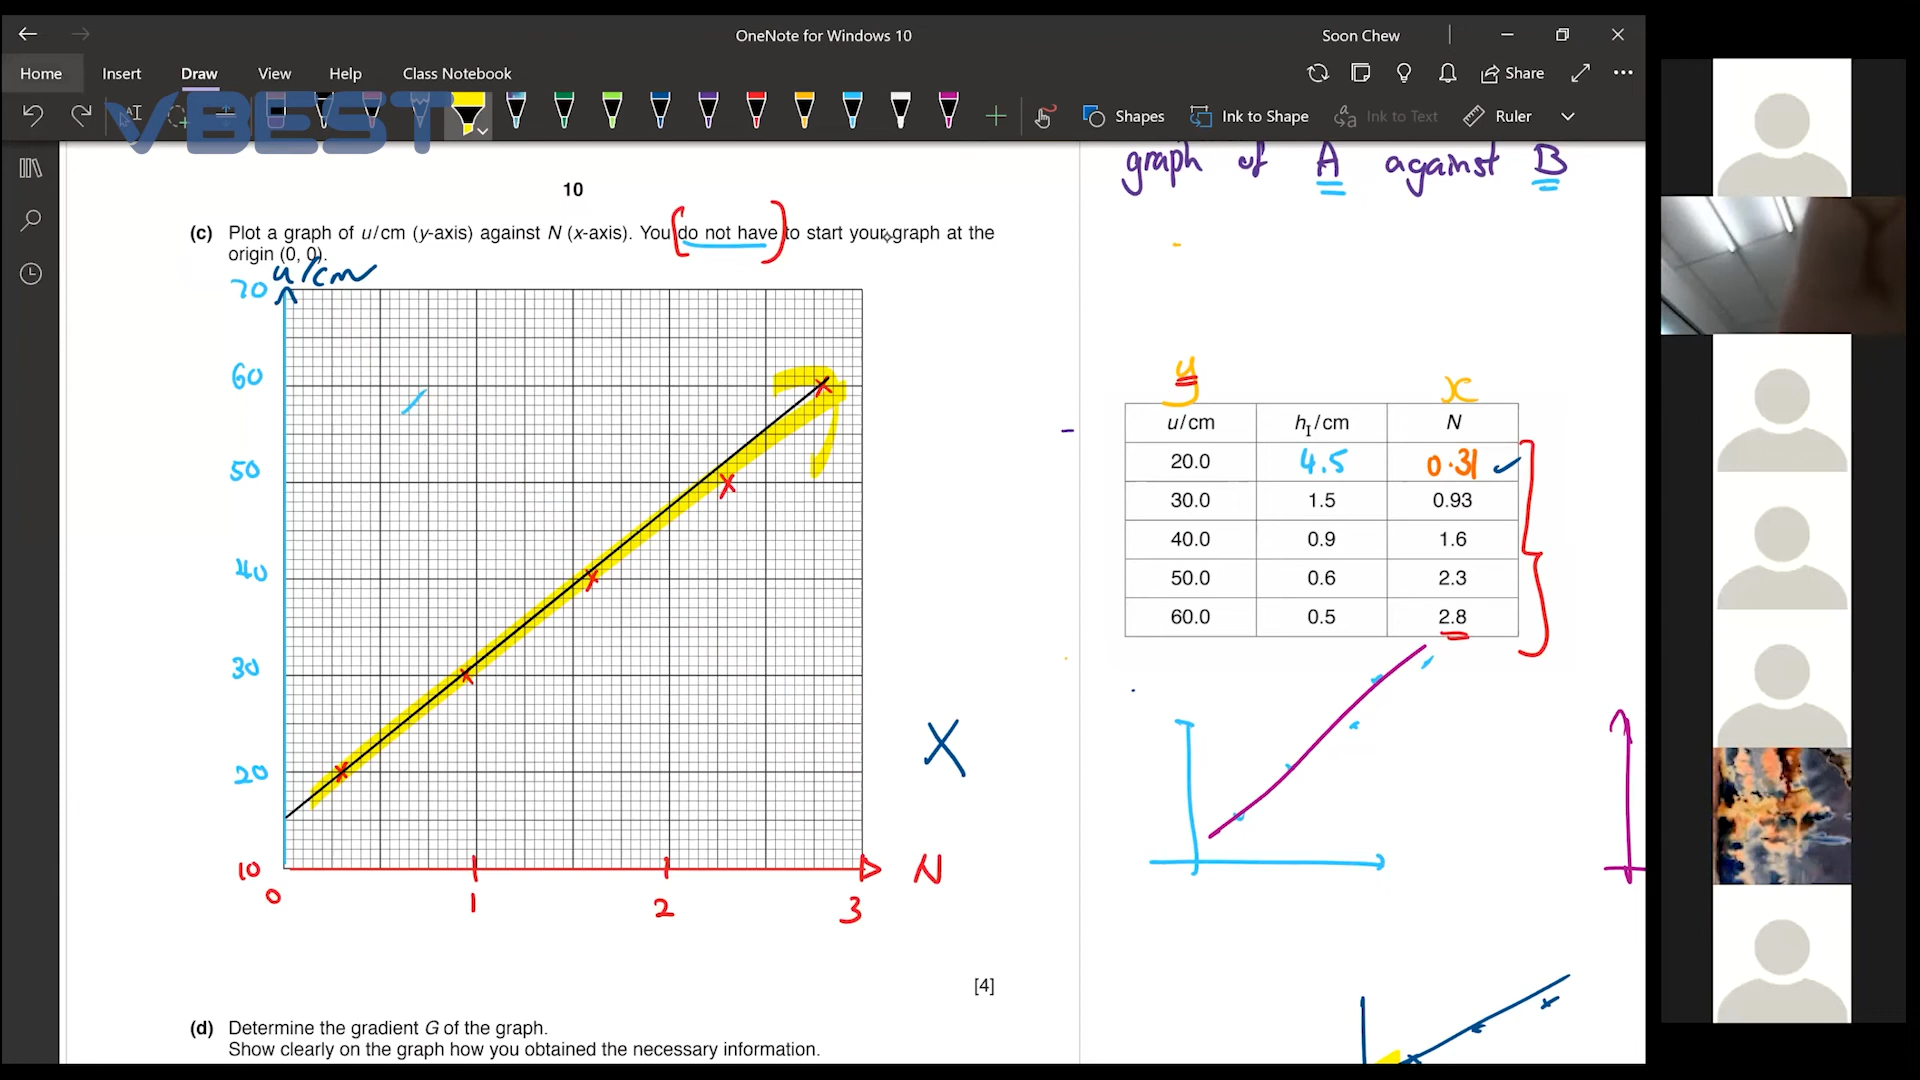 OneNote for Windows 10
Soon Chew
Home Insert Draw View Help Class Notebook
Share
VBEST
Shapes Ink to Shape Ink to Text Ruler
graph of A against B
10
(c) Plot a graph of u/cm (y-axis) against N (x-axis). You do not have to start your graph at the
origin (0, 0).
u/cm
70
60
50
40
30
20
10
0 1 2 3
N
X
y x
u/cm hI/cm N
20.0 4.5 0.31
30.0 1.5 0.93
40.0 0.9 1.6
50.0 0.6 2.3
60.0 0.5 2.8
[4]
(d) Determine the gradient G of the graph.
Show clearly on the graph how you obtained the necessary information.